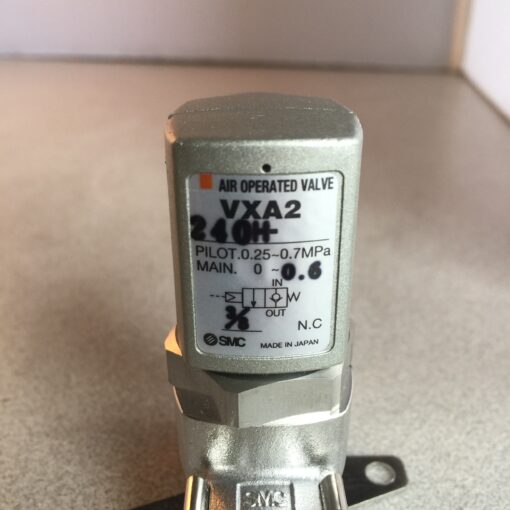 AIR OPERATED VALVE
VXA2
240H-
PILOT.0.25~0.7MPa
MAIN. 0 ~0.6
IN
W
OUT
3/8
N.C
SMC MADE IN JAPAN
SMC